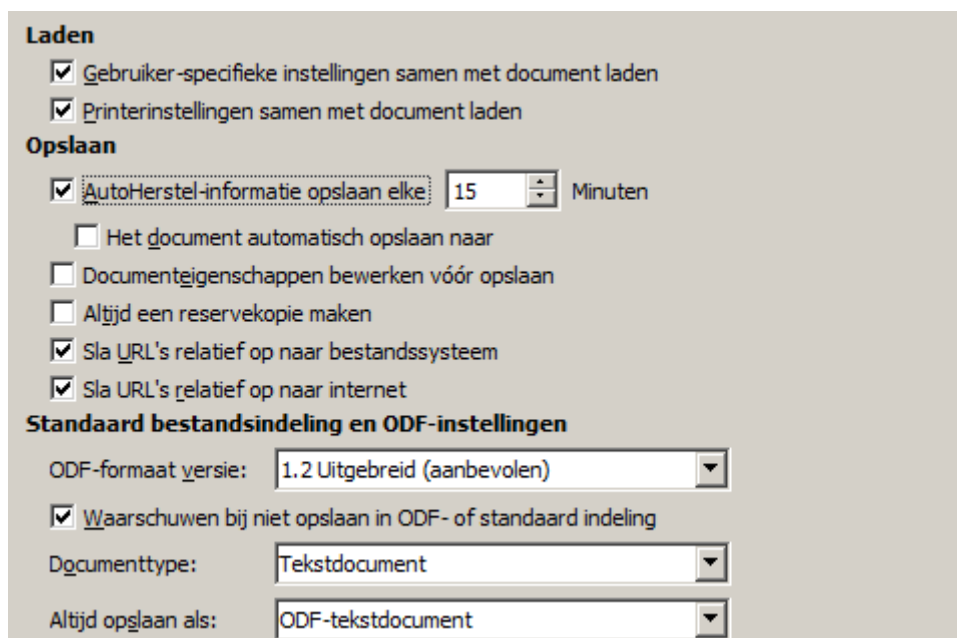 Laden
Gebruiker-specifieke instellingen samen met document laden
Printerinstellingen samen met document laden
Opslaan
AutoHerstel-informatie opslaan elke 15 Minuten
Het document automatisch opslaan naar
Documenteigenschappen bewerken vóór opslaan
Altijd een reservekopie maken
Sla URL's relatief op naar bestandssysteem
Sla URL's relatief op naar internet
Standaard bestandsindeling en ODF-instellingen
ODF-formaat versie: 1.2 Uitgebreid (aanbevolen)
Waarschuwen bij niet opslaan in ODF- of standaard indeling
Documenttype: Tekstdocument
Altijd opslaan als: ODF-tekstdocument